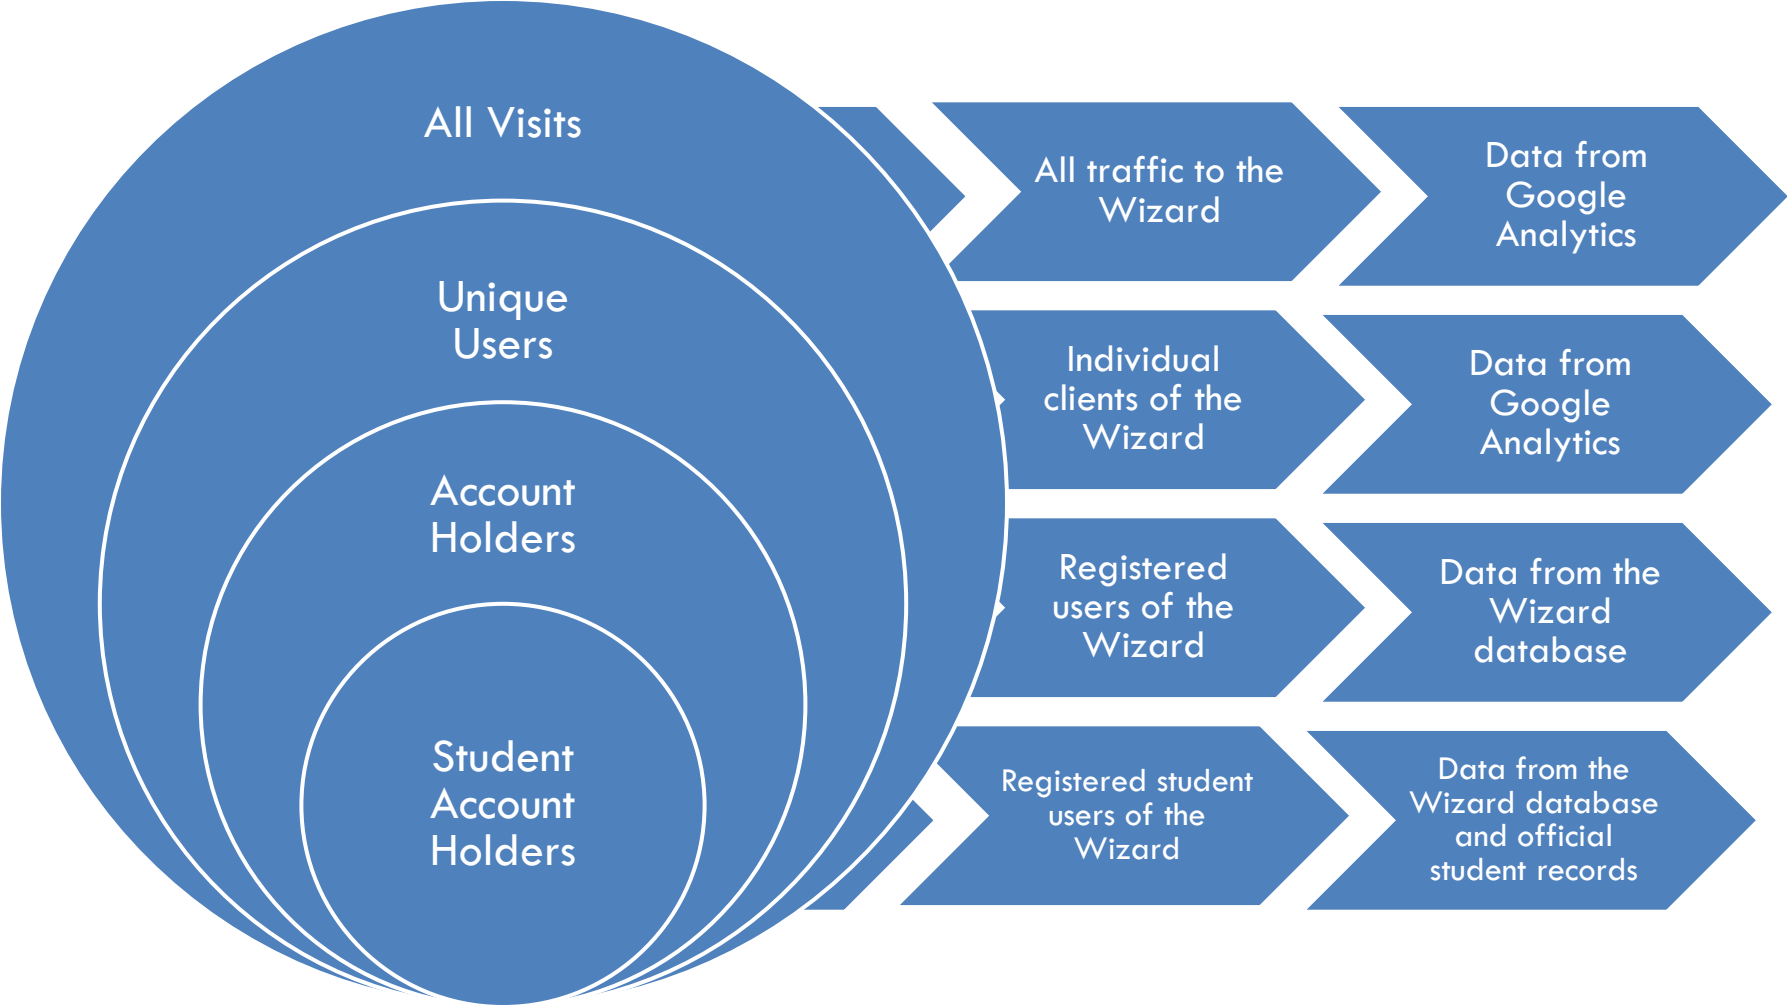 All Visits
Unique
Users
Account
Holders
Student
Account
Holders
All traffic to the
Wizard
Data from
Google
Analytics
Individual
clients of the
Wizard
Data from
Google
Analytics
Registered
users of the
Wizard
Data from the
Wizard
database
Registered student
users of the
Wizard
Data from the
Wizard database
and official
student records